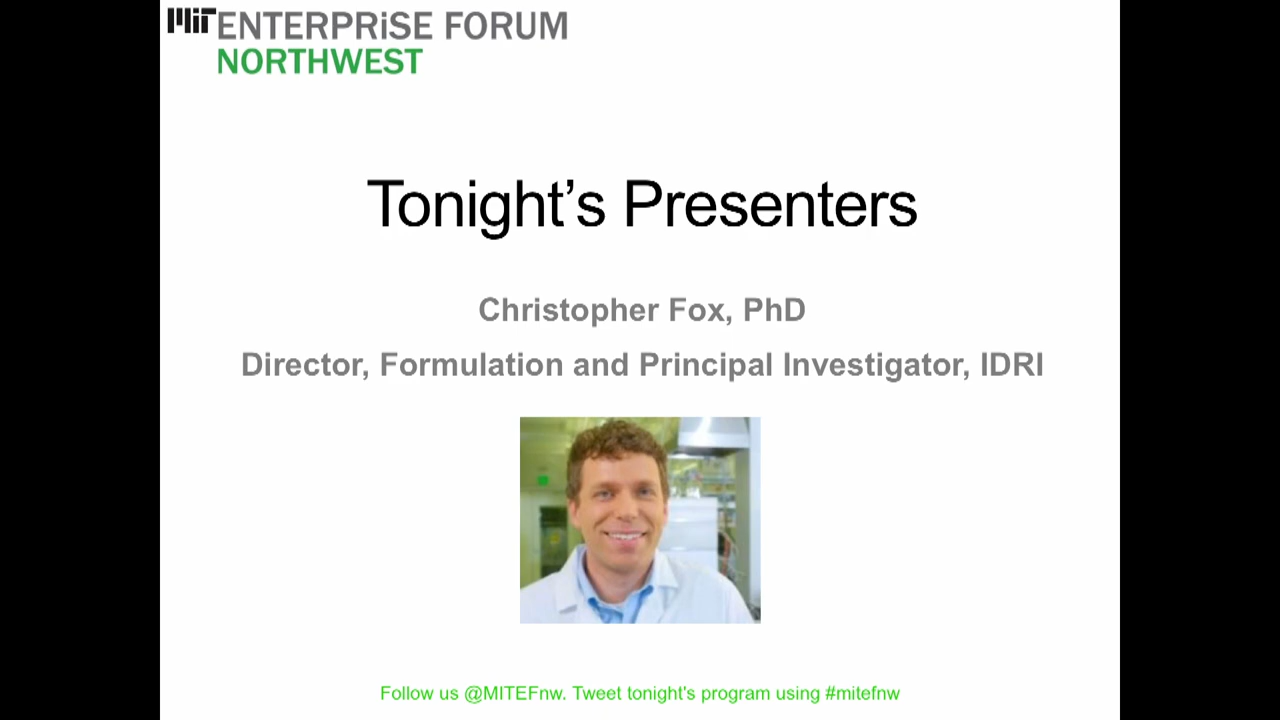 MIT ENTERPRiSE FORUM
NORTHWEST
Tonight’s Presenters
Christopher Fox, PhD
Director, Formulation and Principal Investigator, IDRI
Follow us @MITEFnw. Tweet tonight's program using #mitefnw